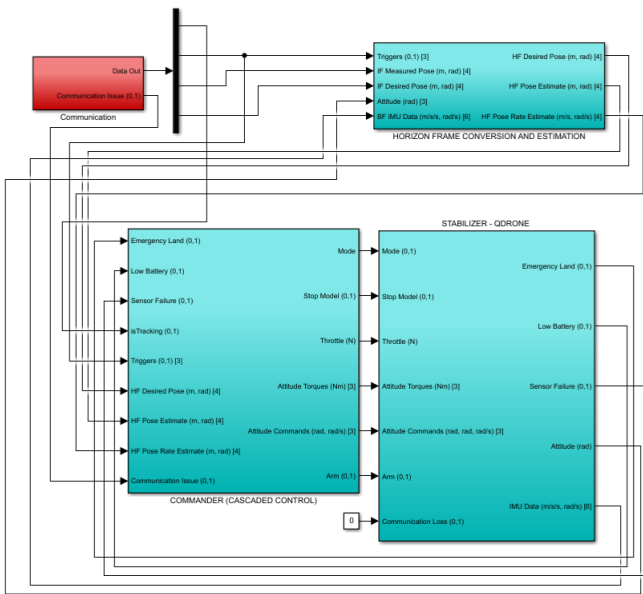 Data Out
Communication Issue (0,1)
Communication
Triggers (0,1) [3]
IF Measured Pose (m, rad) [4]
IF Desired Pose (m, rad) [4]
Attitude (rad) [3]
BF IMU Data (m/s/s, rad/s) [6]
HF Desired Pose (m, rad) [4]
HF Pose Estimate (m, rad) [4]
HF Pose Rate Estimate (m/s, rad/s) [4]
HORIZON FRAME CONVERSION AND ESTIMATION
Emergency Land (0,1)
Low Battery (0,1)
Sensor Failure (0,1)
isTracking (0,1)
Triggers (0,1) [3]
HF Desired Pose (m, rad) [4]
HF Pose Estimate (m, rad) [4]
HF Pose Rate Estimate (m, rad) [4]
Communication Issue (0,1)
Mode
Stop Model (0,1)
Throttle (N)
Attitude Torques (Nm) [3]
Attitude Commands (rad, rad/s) [3]
Arm (0,1)
COMMANDER (CASCADED CONTROL)
STABILIZER - QDRONE
Mode (0,1)
Stop Model (0,1)
Throttle (N)
Attitude Torques (Nm) [3]
Attitude Commands (rad, rad, rad/s) [3]
Arm (0,1)
Communication Loss (0,1)
Emergency Land (0,1)
Low Battery (0,1)
Sensor Failure (0,1)
Attitude (rad)
IMU Data (m/s/s, rad/s) [6]
0